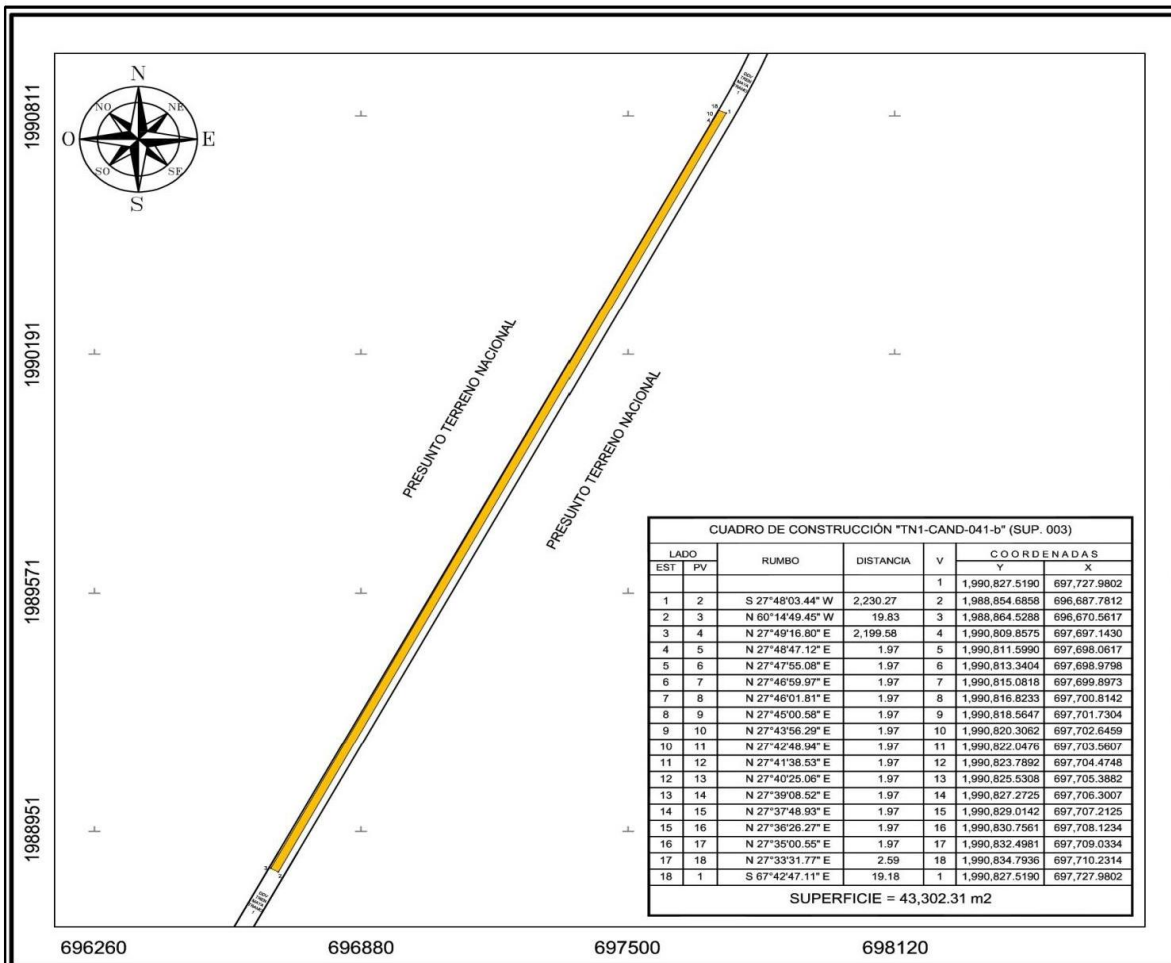 N
NO
NE
O
E
SO
SE
S
1990811
1990191
1989571
1988951
696260
696880
697500
698120
DDV
TREN
MAYA
TRAMO
1
18
10
4
1
PRESUNTO TERRENO NACIONAL
PRESUNTO TERRENO NACIONAL
3
2
DDV
TREN
MAYA
TRAMO
1
CUADRO DE CONSTRUCCIÓN "TN1-CAND-041-b" (SUP. 003)
LADO RUMBO DISTANCIA V COORDENADAS
EST PV Y X
1 1,990,827.5190 697,727.9802
1 2 S 27°48'03.44" W 2,230.27 2 1,988,854.6858 696,687.7812
2 3 N 60°14'49.45" W 19.83 3 1,988,864.5288 696,670.5617
3 4 N 27°49'16.80" E 2,199.58 4 1,990,809.8575 697,697.1430
4 5 N 27°48'47.12" E 1.97 5 1,990,811.5990 697,698.0617
5 6 N 27°47'55.08" E 1.97 6 1,990,813.3404 697,698.9798
6 7 N 27°46'59.97" E 1.97 7 1,990,815.0818 697,699.8973
7 8 N 27°46'01.81" E 1.97 8 1,990,816.8233 697,700.8142
8 9 N 27°45'00.58" E 1.97 9 1,990,818.5647 697,701.7304
9 10 N 27°43'56.29" E 1.97 10 1,990,820.3062 697,702.6459
10 11 N 27°42'48.94" E 1.97 11 1,990,822.0476 697,703.5607
11 12 N 27°41'38.53" E 1.97 12 1,990,823.7892 697,704.4748
12 13 N 27°40'25.06" E 1.97 13 1,990,825.5308 697,705.3882
13 14 N 27°39'08.52" E 1.97 14 1,990,827.2725 697,706.3007
14 15 N 27°37'48.93" E 1.97 15 1,990,829.0142 697,707.2125
15 16 N 27°36'26.27" E 1.97 16 1,990,830.7561 697,708.1234
16 17 N 27°35'00.55" E 1.97 17 1,990,832.4981 697,709.0334
17 18 N 27°33'31.77" E 2.59 18 1,990,834.7936 697,710.2314
18 1 S 67°42'47.11" E 19.18 1 1,990,827.5190 697,727.9802
SUPERFICIE = 43,302.31 m2